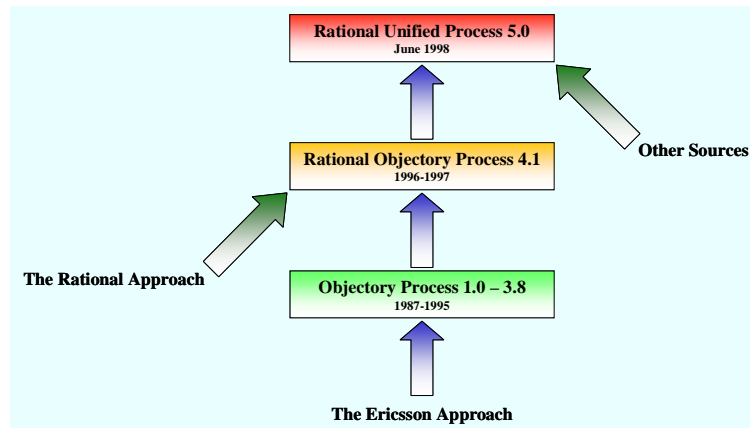 Rational Unified Process 5.0
June 1998
Other Sources
Rational Objectory Process 4.1
1996-1997
The Rational Approach
Objectory Process 1.0 – 3.8
1987-1995
The Ericsson Approach